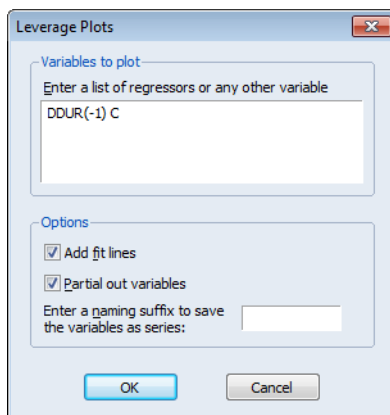 Leverage Plots
Variables to plot
Enter a list of regressors or any other variable
DDUR(-1) C
Options
Add fit lines
Partial out variables
Enter a naming suffix to save
the variables as series:
OK
Cancel